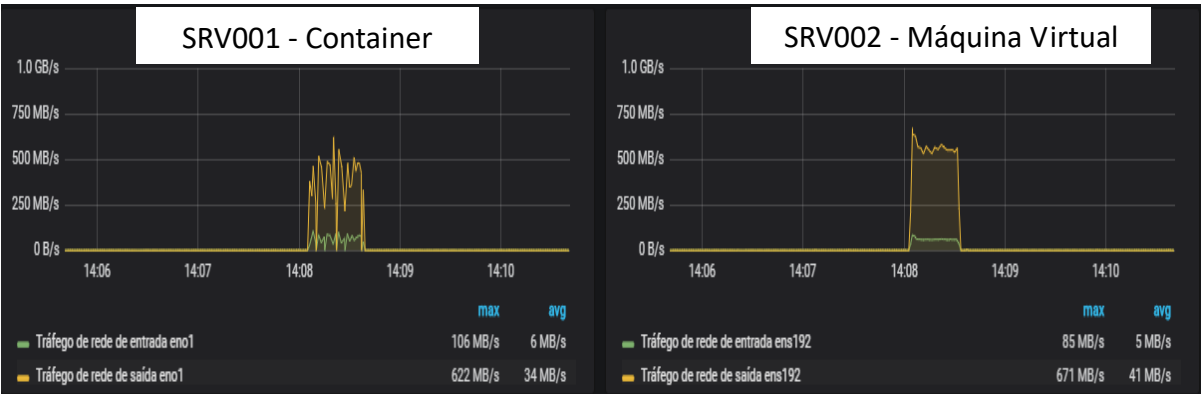 SRV001 - Container
1.0 GB/s
750 MB/s
500 MB/s
250 MB/s
0 B/s
14:06 14:07 14:08 14:09 14:10
max avg
Tráfego de rede de entrada eno1 106 MB/s 6 MB/s
Tráfego de rede de saída eno1 622 MB/s 34 MB/s
SRV002 - Máquina Virtual
1.0 GB/s
750 MB/s
500 MB/s
250 MB/s
0 B/s
14:06 14:07 14:08 14:09 14:10
max avg
Tráfego de rede de entrada ens192 85 MB/s 5 MB/s
Tráfego de rede de saída ens192 671 MB/s 41 MB/s